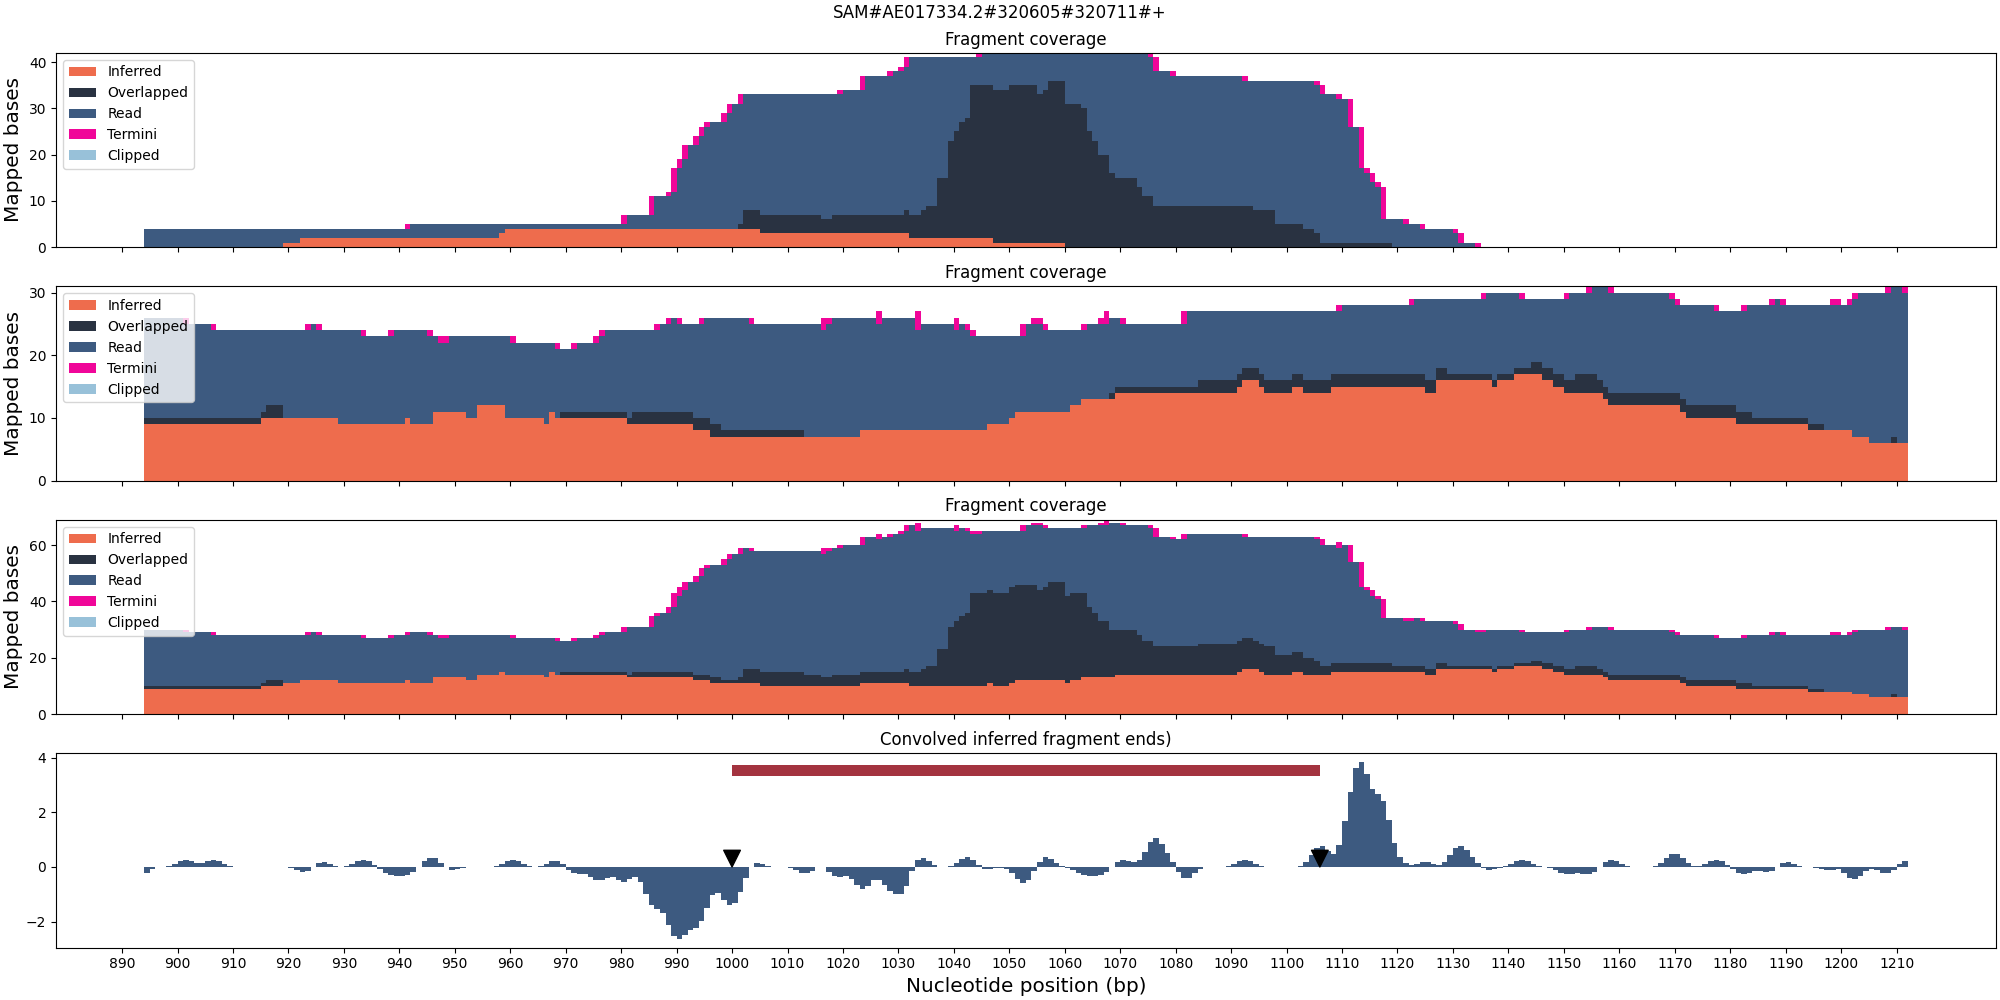 SAM#AE017334.2#320605#320711#+
Fragment coverage
Mapped bases
40
30
20
10
0
Inferred
Overlapped
Read
Termini
Clipped
Fragment coverage
Mapped bases
30
20
10
0
Inferred
Overlapped
Read
Termini
Clipped
Fragment coverage
Mapped bases
60
40
20
0
Inferred
Overlapped
Read
Termini
Clipped
Convolved inferred fragment ends)
4
2
0
−2
890 900 910 920 930 940 950 960 970 980 990 1000 1010 1020 1030 1040 1050 1060 1070 1080 1090 1100 1110 1120 1130 1140 1150 1160 1170 1180 1190 1200 1210
Nucleotide position (bp)